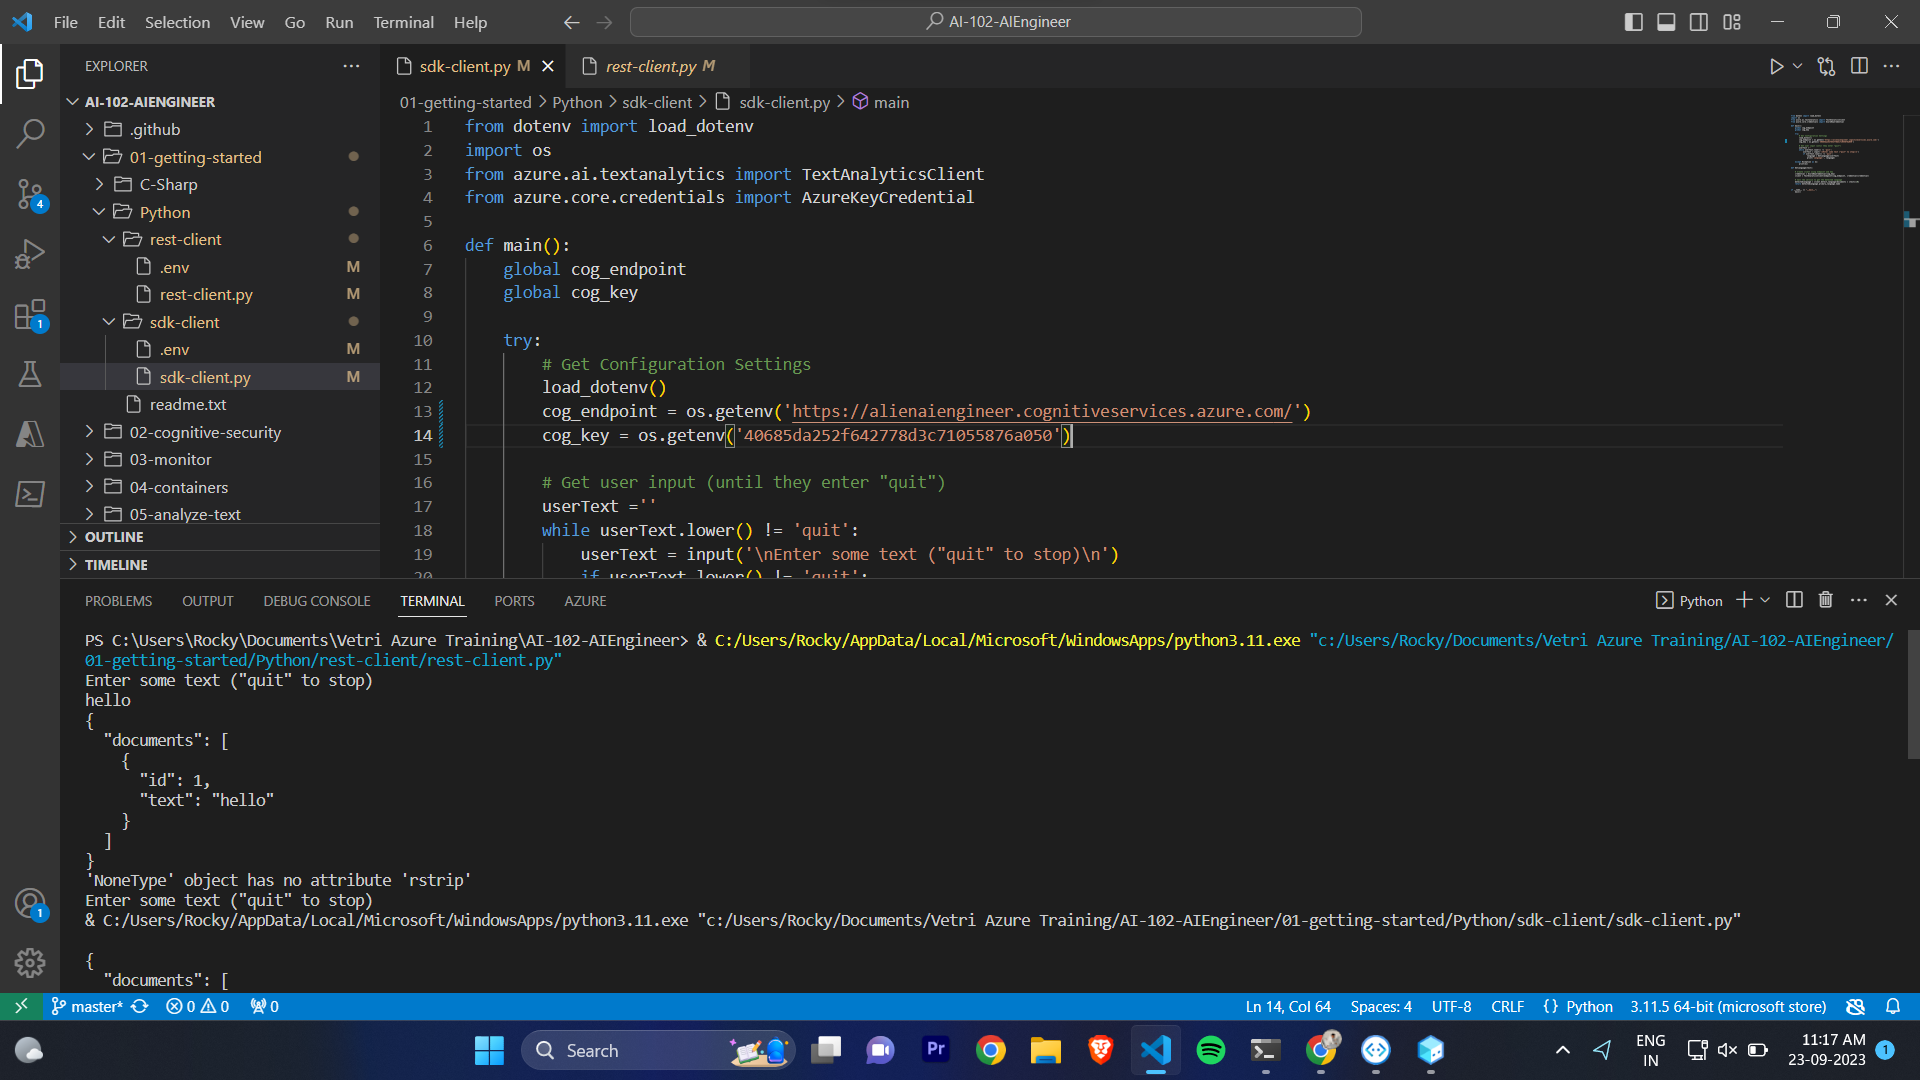 File Edit Selection View Go Run Terminal Help
AI-102-AIEngineer
EXPLORER
AI-102-AIENGINEER
.github
01-getting-started
C-Sharp
Python
rest-client
.env M
rest-client.py M
sdk-client
.env M
sdk-client.py M
readme.txt
02-cognitive-security
03-monitor
04-containers
05-analyze-text
OUTLINE
TIMELINE
4
1
1
sdk-client.py M
rest-client.py M
01-getting-started > Python > sdk-client > sdk-client.py > main
1 from dotenv import load_dotenv
2 import os
3 from azure.ai.textanalytics import TextAnalyticsClient
4 from azure.core.credentials import AzureKeyCredential
5
6 def main():
7 global cog_endpoint
8 global cog_key
9
10 try:
11 # Get Configuration Settings
12 load_dotenv()
13 cog_endpoint = os.getenv('https://alienaiengineer.cognitiveservices.azure.com/')
14 cog_key = os.getenv('40685da252f642778d3c71055876a050')
15
16 # Get user input (until they enter "quit")
17 userText =''
18 while userText.lower() != 'quit':
19 userText = input('\nEnter some text ("quit" to stop)\n')
20 if userText.lower() != 'quit':
PROBLEMS OUTPUT DEBUG CONSOLE TERMINAL PORTS AZURE
Python
PS C:\Users\Rocky\Documents\Vetri Azure Training\AI-102-AIEngineer> & C:/Users/Rocky/AppData/Local/Microsoft/WindowsApps/python3.11.exe "c:/Users/Rocky/Documents/Vetri Azure Training/AI-102-AIEngineer/
01-getting-started/Python/rest-client/rest-client.py"
Enter some text ("quit" to stop)
hello
{
"documents": [
{
"id": 1,
"text": "hello"
}
]
}
'NoneType' object has no attribute 'rstrip'
Enter some text ("quit" to stop)
& C:/Users/Rocky/AppData/Local/Microsoft/WindowsApps/python3.11.exe "c:/Users/Rocky/Documents/Vetri Azure Training/AI-102-AIEngineer/01-getting-started/Python/sdk-client/sdk-client.py"
{
"documents": [
master* 0 0 0
Ln 14, Col 64 Spaces: 4 UTF-8 CRLF {} Python 3.11.5 64-bit (microsoft store)
Search
Pr
ENG
IN
11:17 AM
23-09-2023
1